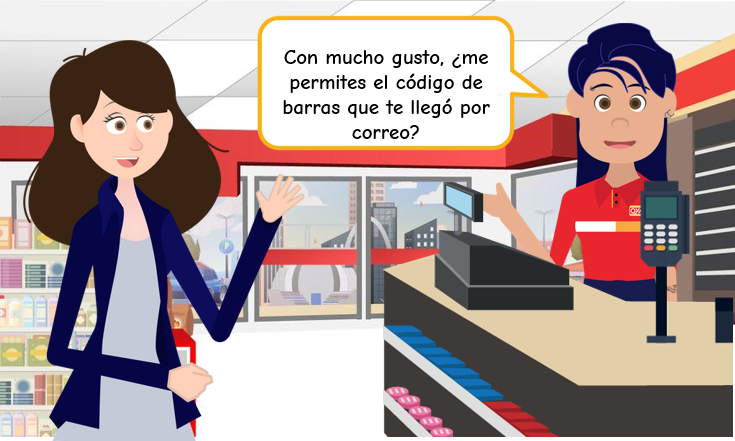 Con mucho gusto, ¿me
permites el código de
barras que te llegó por
correo?
P